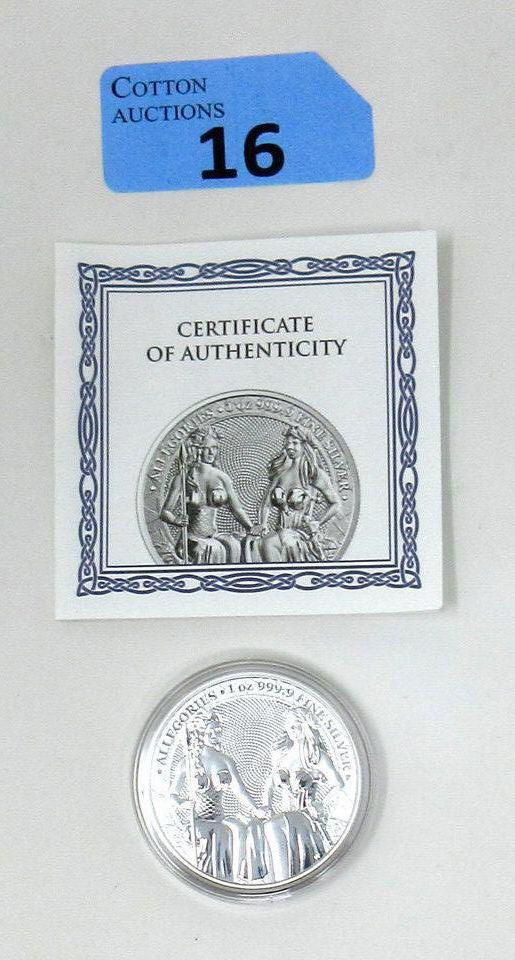 COTTON
AUCTIONS
16
CERTIFICATE
OF AUTHENTICITY
ALLEGORIES • OZ 999.9 FINE SILVER •
• ALLEGORIES • 1 oz 999.9 FINE SILVER •